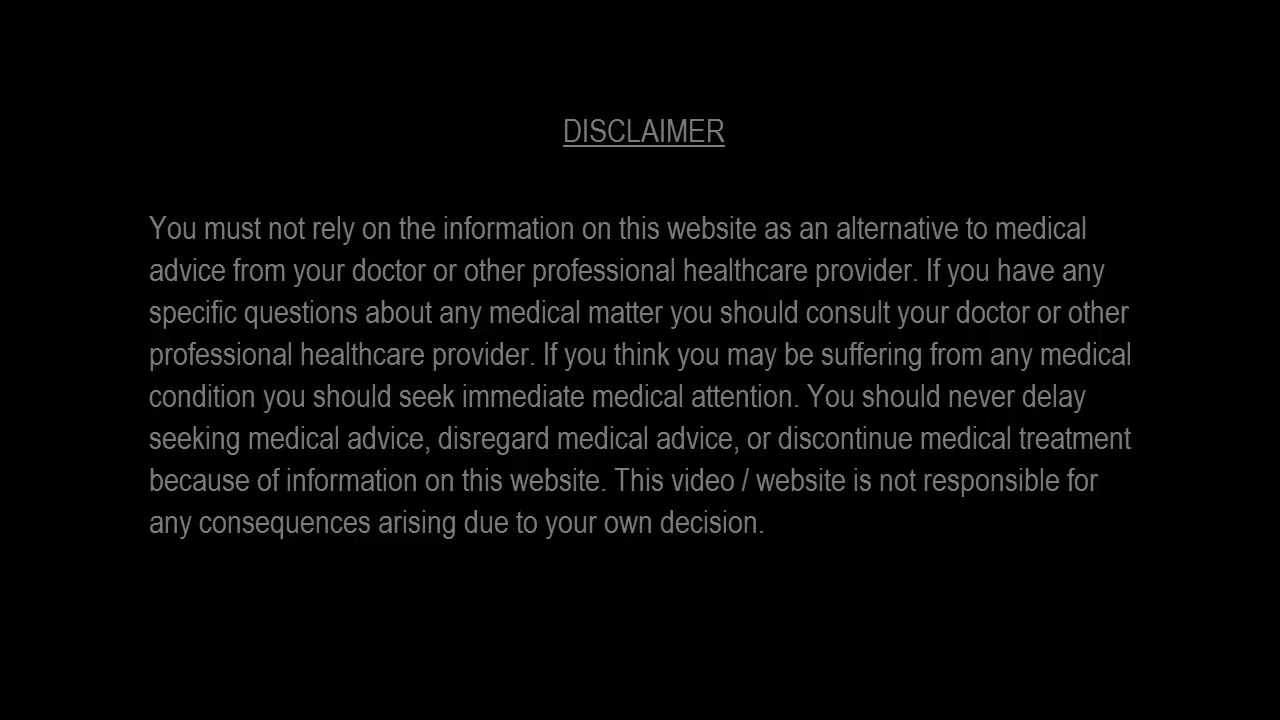 DISCLAIMER
You must not rely on the information on this website as an alternative to medical
advice from your doctor or other professional healthcare provider. If you have any
specific questions about any medical matter you should consult your doctor or other
professional healthcare provider. If you think you may be suffering from any medical
condition you should seek immediate medical attention. You should never delay
seeking medical advice, disregard medical advice, or discontinue medical treatment
because of information on this website. This video / website is not responsible for
any consequences arising due to your own decision.